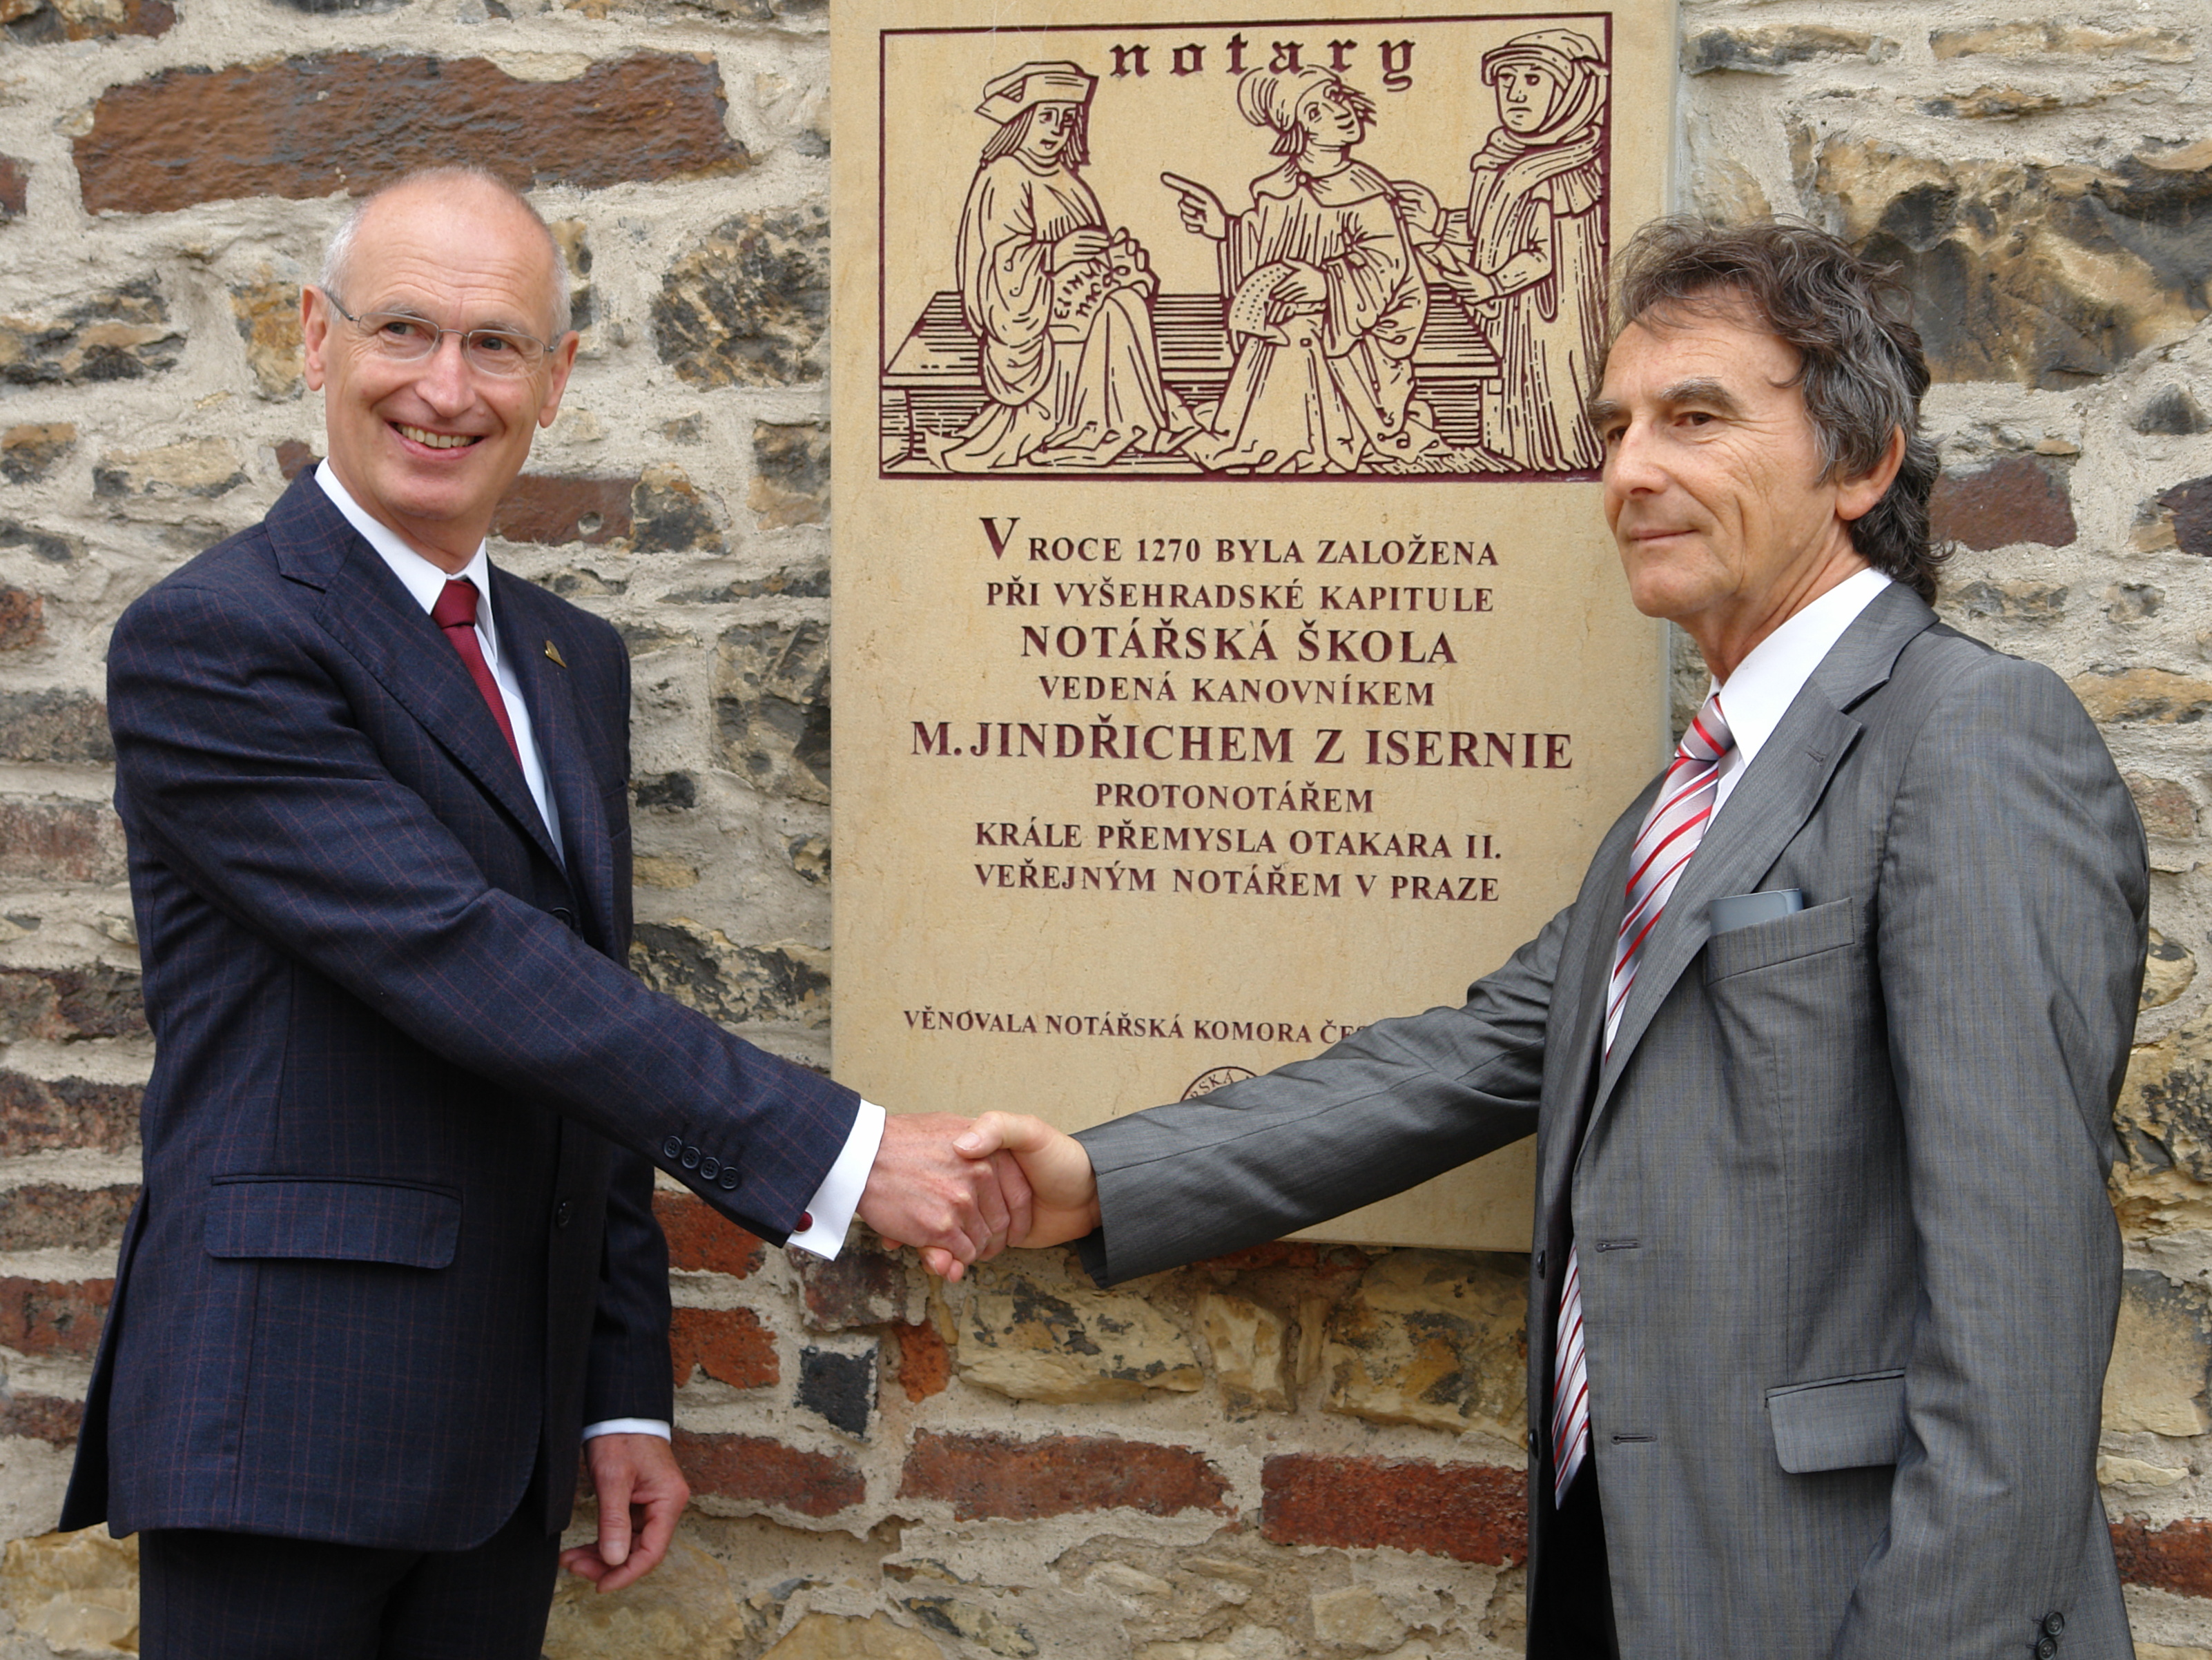 notary
V ROCE 1270 BYLA ZALOŽENA
PŘI VYŠEHRADSKÉ KAPITULE
NOTÁŘSKÁ ŠKOLA
VEDENÁ KANOVNÍKEM
M. JINDŘICHEM Z ISERNIE
PROTONOTÁŘEM
KRÁLE PŘEMYSLA OTAKARA II.
VEŘEJNÝM NOTÁŘEM V PRAZE
VĚNOVALA NOTÁŘSKÁ KOMORA